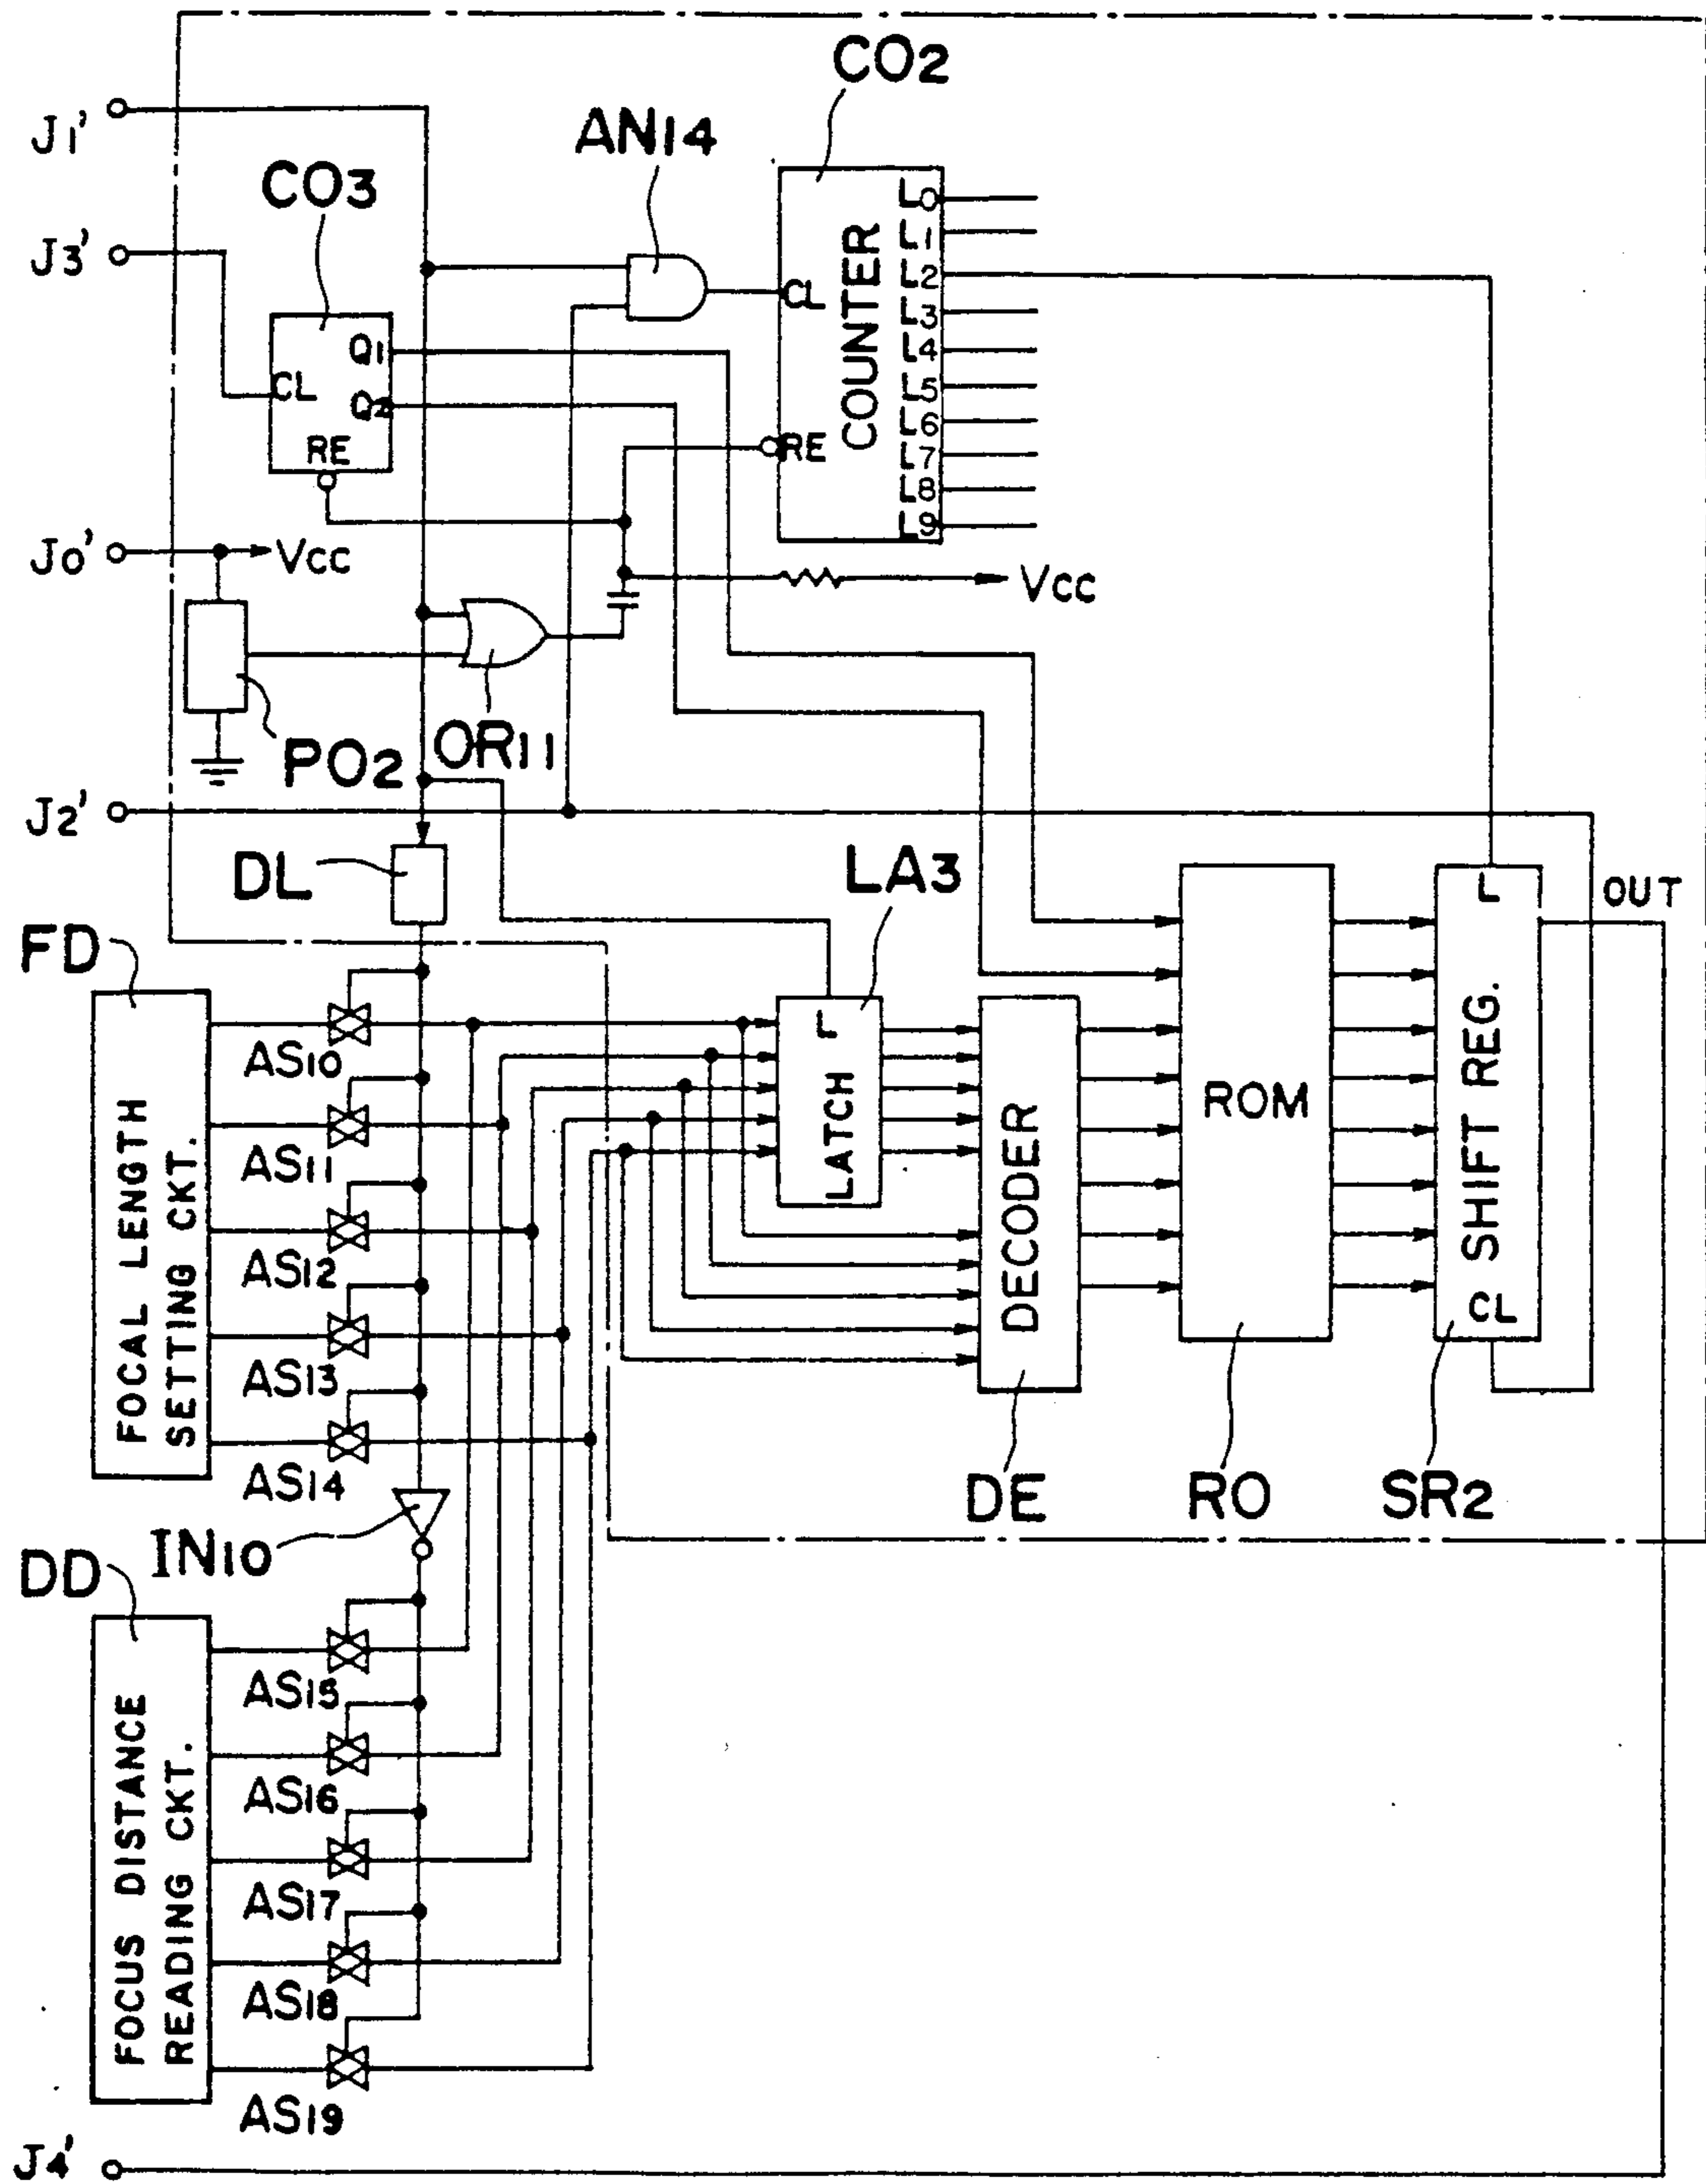 CO2
J1'
AN14
CO3
L0
L1
J3'
L2
CL
L3
Q1
L4
CL
Q2
L5
COUNTER
L6
RE
RE
L7
L8
L9
J0'
Vcc
Vcc
PO2
OR11
J2'
DL
LA3
L
OUT
FD
L
AS10
LATCH
ROM
SHIFT REG.
AS11
DECODER
FOCAL LENGTH
SETTING CKT.
AS12
CL
AS13
AS14
DE
RO
SR2
IN10
DD
AS15
AS16
FOCUS DISTANCE
READING CKT.
AS17
AS18
AS19
J4'